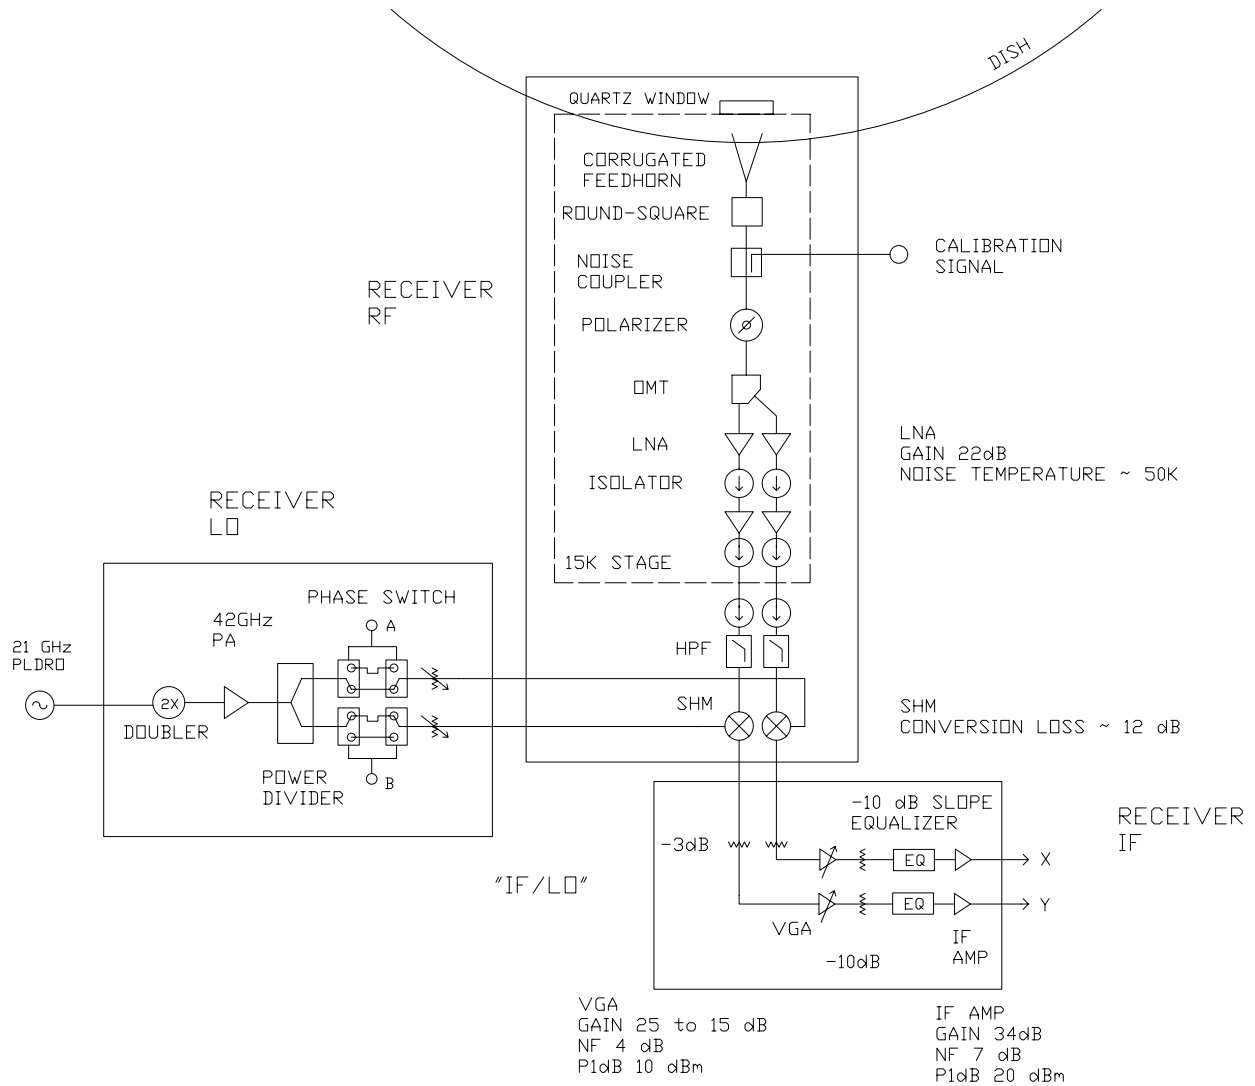 DISH
QUARTZ WINDOW
CORRUGATED
FEEDHORN
ROUND-SQUARE
NOISE
COUPLER
CALIBRATION
SIGNAL
RECEIVER
RF
POLARIZER
OMT
LNA
ISOLATOR
15K STAGE
LNA
GAIN 22dB
NOISE TEMPERATURE ~ 50K
RECEIVER
LO
PHASE SWITCH
A
42GHz
PA
21 GHz
PLDRO
2X
DOUBLER
POWER
DIVIDER
B
HPF
SHM
SHM
CONVERSION LOSS ~ 12 dB
-10 dB SLOPE
EQUALIZER
RECEIVER
IF
-3dB
EQ
X
"IF/LO"
EQ
Y
VGA
IF
AMP
-10dB
VGA
GAIN 25 to 15 dB
NF 4 dB
P1dB 10 dBm
IF AMP
GAIN 34dB
NF 7 dB
P1dB 20 dBm